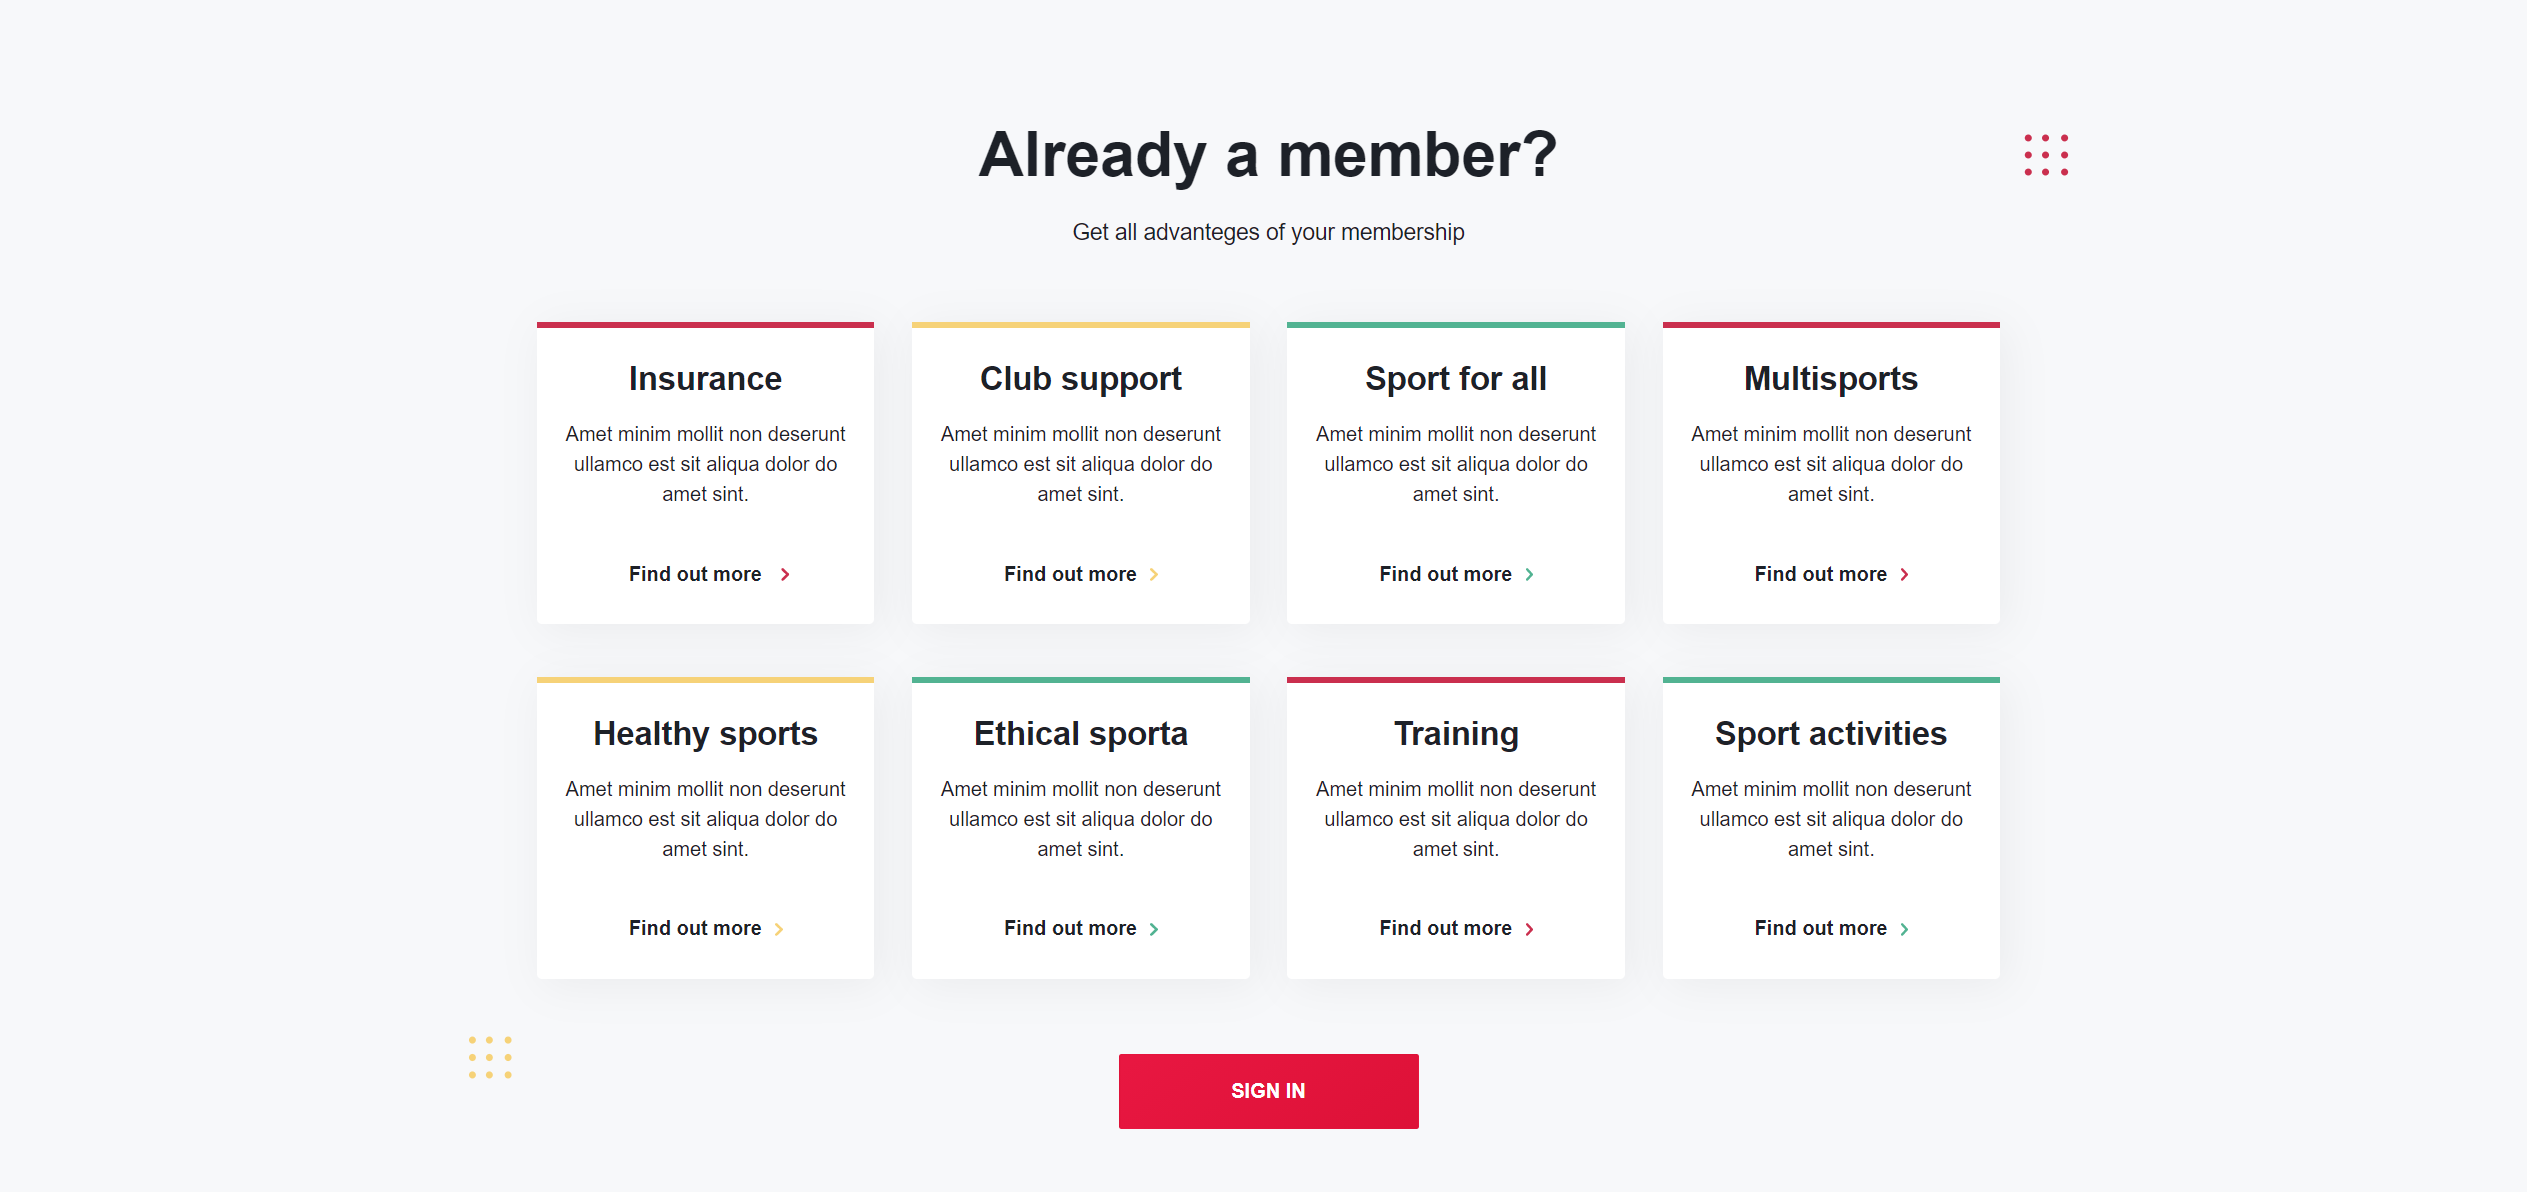 Already a member?
Get all advanteges of your membership
Insurance
Amet minim mollit non deserunt
ullamco est sit aliqua dolor do
amet sint.
Find out more
Club support
Amet minim mollit non deserunt
ullamco est sit aliqua dolor do
amet sint.
Find out more
Sport for all
Amet minim mollit non deserunt
ullamco est sit aliqua dolor do
amet sint.
Find out more
Multisports
Amet minim mollit non deserunt
ullamco est sit aliqua dolor do
amet sint.
Find out more
Healthy sports
Amet minim mollit non deserunt
ullamco est sit aliqua dolor do
amet sint.
Find out more
Ethical sporta
Amet minim mollit non deserunt
ullamco est sit aliqua dolor do
amet sint.
Find out more
Training
Amet minim mollit non deserunt
ullamco est sit aliqua dolor do
amet sint.
Find out more
Sport activities
Amet minim mollit non deserunt
ullamco est sit aliqua dolor do
amet sint.
Find out more
SIGN IN